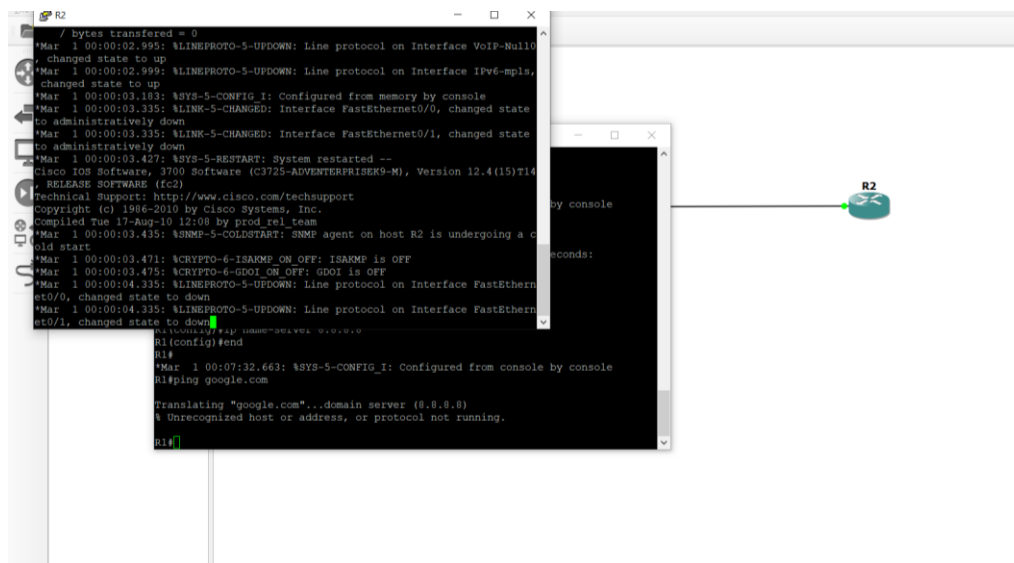 R2
/ bytes transfered = 0
*Mar  1 00:00:02.995: %LINEPROTO-5-UPDOWN: Line protocol on Interface VoIP-Null0
, changed state to up
*Mar  1 00:00:02.999: %LINEPROTO-5-UPDOWN: Line protocol on Interface IPv6-mpls,
changed state to up
*Mar  1 00:00:03.183: %SYS-5-CONFIG_I: Configured from memory by console
*Mar  1 00:00:03.335: %LINK-5-CHANGED: Interface FastEthernet0/0, changed state
to administratively down
*Mar  1 00:00:03.335: %LINK-5-CHANGED: Interface FastEthernet0/1, changed state
to administratively down
*Mar  1 00:00:03.427: %SYS-5-RESTART: System restarted --
Cisco IOS Software, 3700 Software (C3725-ADVENTERPRISEK9-M), Version 12.4(15)T14
, RELEASE SOFTWARE (fc2)
Technical Support: http://www.cisco.com/techsupport
Copyright (c) 1986-2010 by Cisco Systems, Inc.
Compiled Tue 17-Aug-10 12:08 by prod_rel_team
*Mar  1 00:00:03.435: %SNMP-5-COLDSTART: SNMP agent on host R2 is undergoing a c
old start
*Mar  1 00:00:03.471: %CRYPTO-6-ISAKMP_ON_OFF: ISAKMP is OFF
*Mar  1 00:00:03.475: %CRYPTO-6-GDOI_ON_OFF: GDOI is OFF
*Mar  1 00:00:04.335: %LINEPROTO-5-UPDOWN: Line protocol on Interface FastEthern
et0/0, changed state to down
*Mar  1 00:00:04.335: %LINEPROTO-5-UPDOWN: Line protocol on Interface FastEthern
et0/1, changed state to down
by console
econds:
R1(config)#ip name-server 8.8.8.8
R1(config)#end
R1#
*Mar  1 00:07:32.663: %SYS-5-CONFIG_I: Configured from console by console
R1#ping google.com
Translating "google.com"...domain server (8.8.8.8)
% Unrecognized host or address, or protocol not running.
R1#
R2